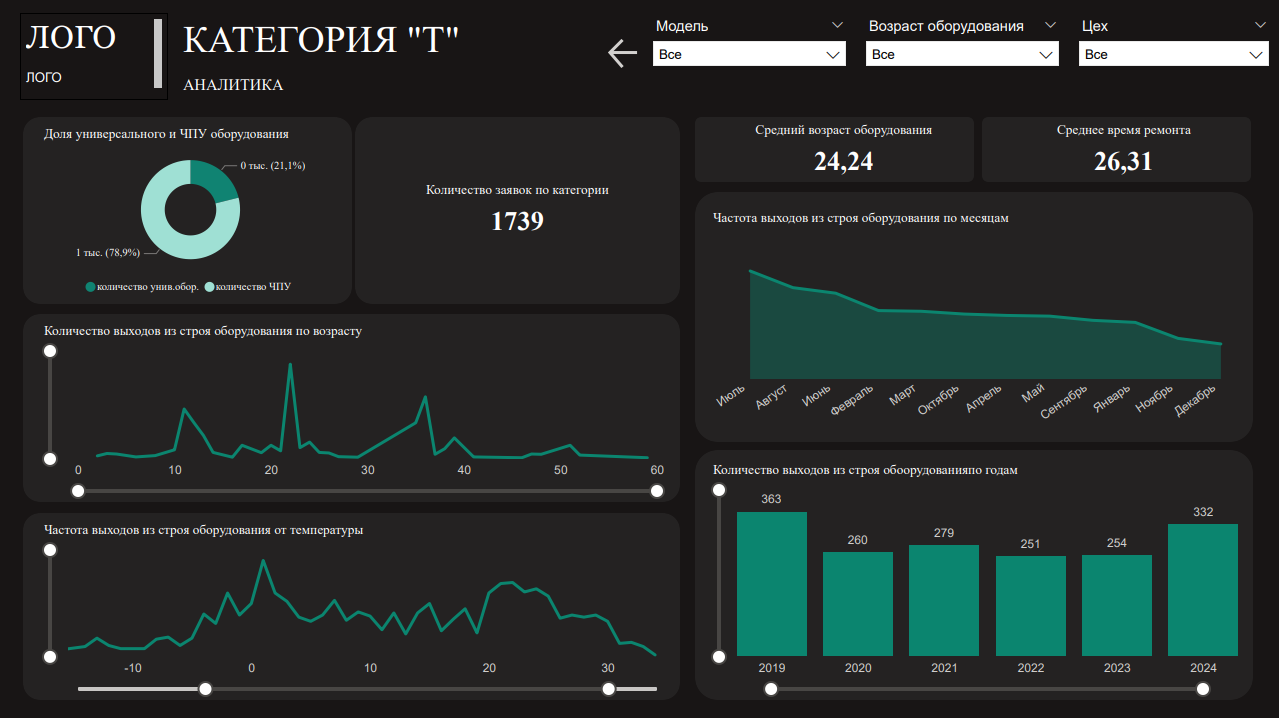 ЛОГО
ЛОГО
КАТЕГОРИЯ "Т"
АНАЛИТИКА
Модель
Все
Возраст оборудования
Все
Цех
Все
Доля универсального и ЧПУ оборудования
0 тыс. (21,1%)
1 тыс. (78,9%)
количество унив.обор.
количество ЧПУ
Количество заявок по категории
1739
Средний возраст оборудования
24,24
Среднее время ремонта
26,31
Частота выходов из строя оборудования по месяцам
Июль
Август
Июнь
Февраль
Март
Октябрь
Апрель
Май
Сентябрь
Январь
Ноябрь
Декабрь
Количество выходов из строя оборудования по возрасту
0 10 20 30 40 50 60
Частота выходов из строя оборудования от температуры
-10 0 10 20 30
Количество выходов из строя обоорудованияпо годам
363 260 279 251 254 332
2019 2020 2021 2022 2023 2024